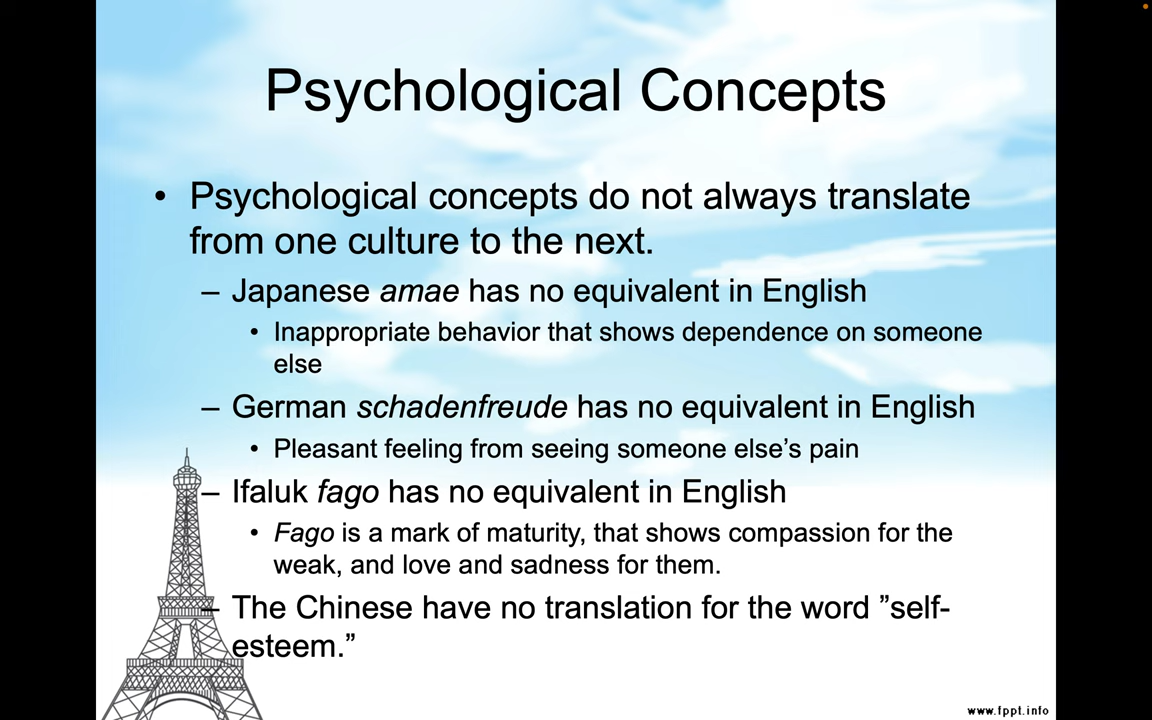 Psychological Concepts
• Psychological concepts do not always translate
from one culture to the next.
– Japanese amae has no equivalent in English
• Inappropriate behavior that shows dependence on someone
else
– German schadenfreude has no equivalent in English
• Pleasant feeling from seeing someone else’s pain
– Ifaluk fago has no equivalent in English
• Fago is a mark of maturity, that shows compassion for the
weak, and love and sadness for them.
– The Chinese have no translation for the word ”self-
esteem.”
www.fppt.info